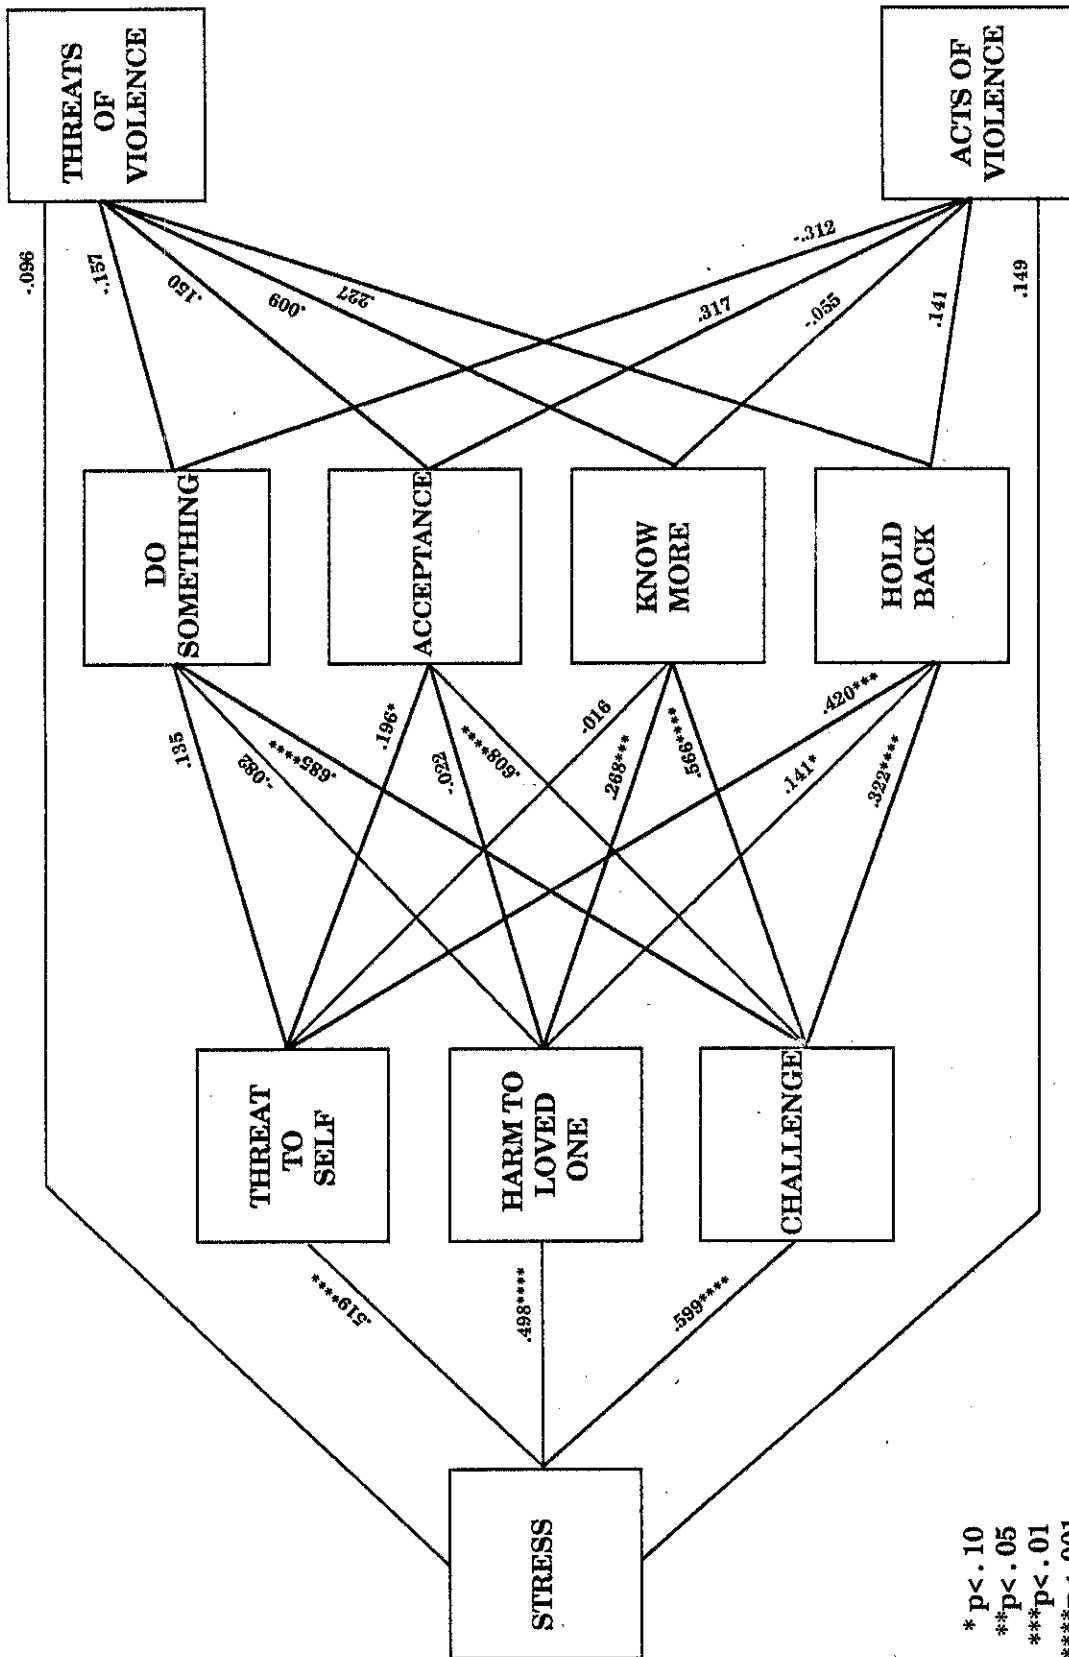 STRESS
THREAT
TO
SELF
HARM TO
LOVED
ONE
CHALLENGE
DO
SOMETHING
ACCEPTANCE
KNOW
MORE
HOLD
BACK
THREATS
OF
VIOLENCE
ACTS OF
VIOLENCE
.519****
.498****
.599****
.135
-.082
.685****
.196*
-.022
.608****
-016
.268***
.566****
.420***
.141*
.322****
-.096
-.157
.150
.009
.227
-.312
.317
-.055
.141
.149
* p<.10
**p<.05
***p<.01
****p<.001